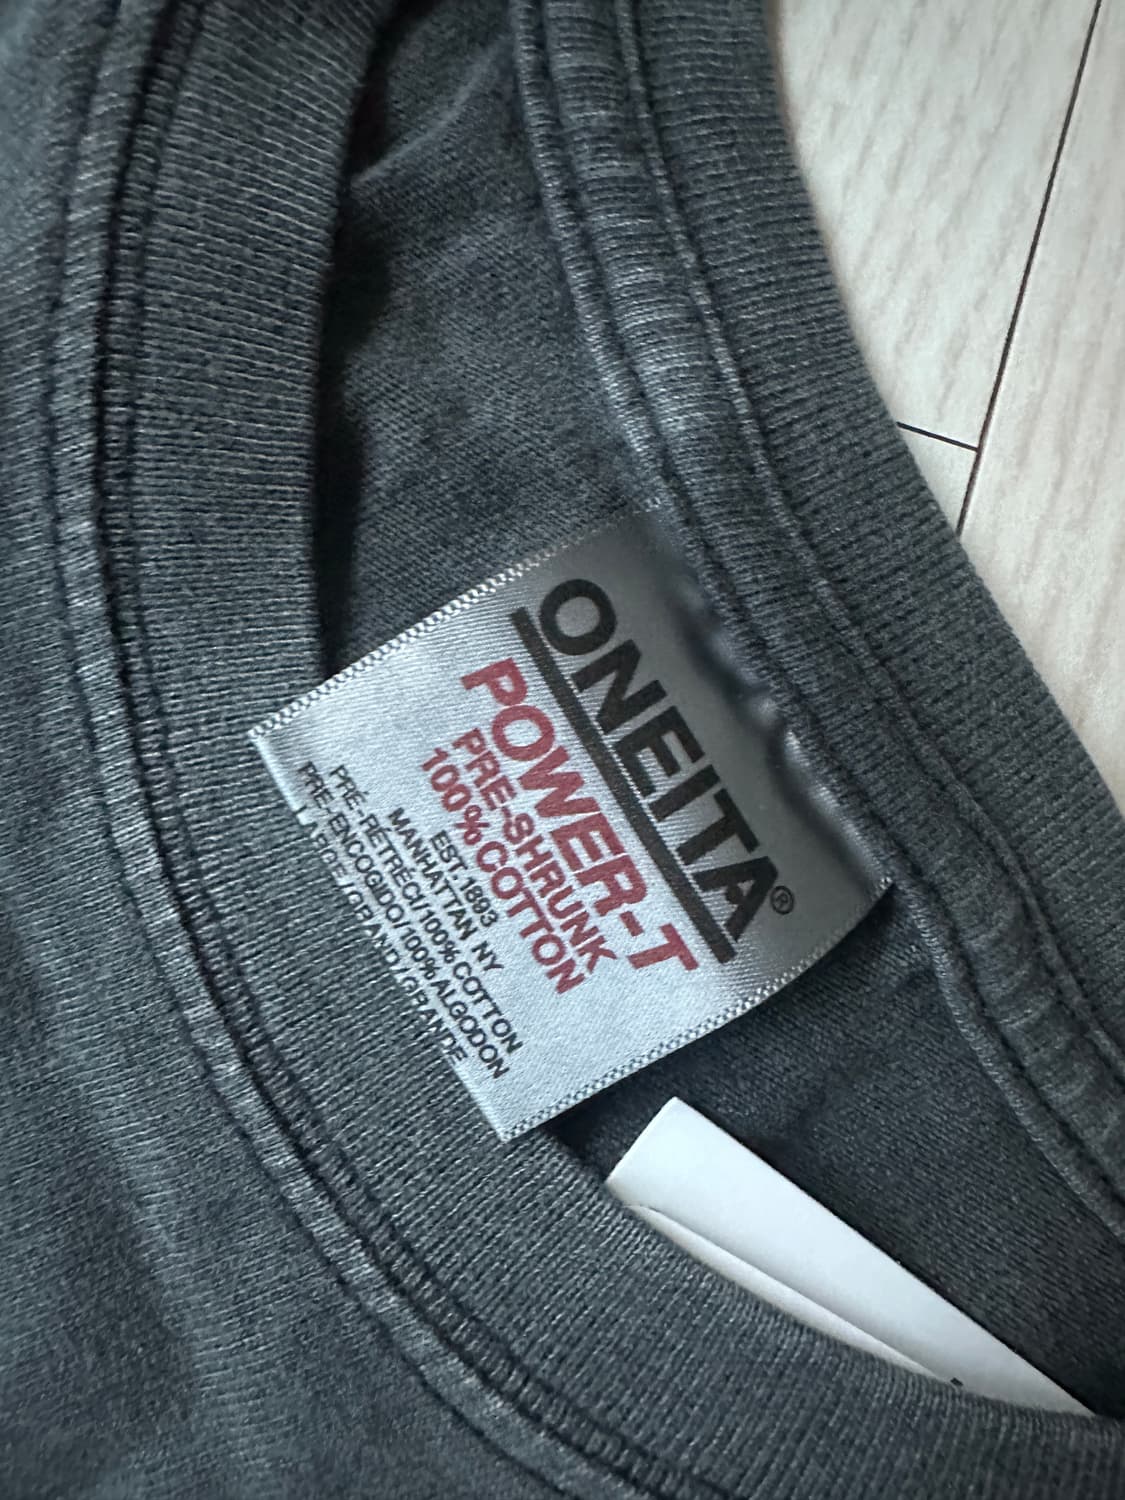 ONEITA®
POWER-T
PRE-SHRUNK
100% COTTON
EST. 1893
MANHATTAN NY
PRÉ-RÉTRÉCI/100% COTTON
PRE-ENCOGIDO/100% ALGODON
LARGE/GRAND/GRANDE